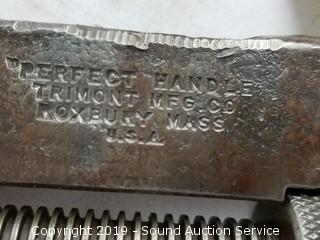 "PERFECT HANDLE
TRIMONT MFG. CO
ROXBURY, MASS
U.S.A.
Copyright 2019 - Sound Auction Service